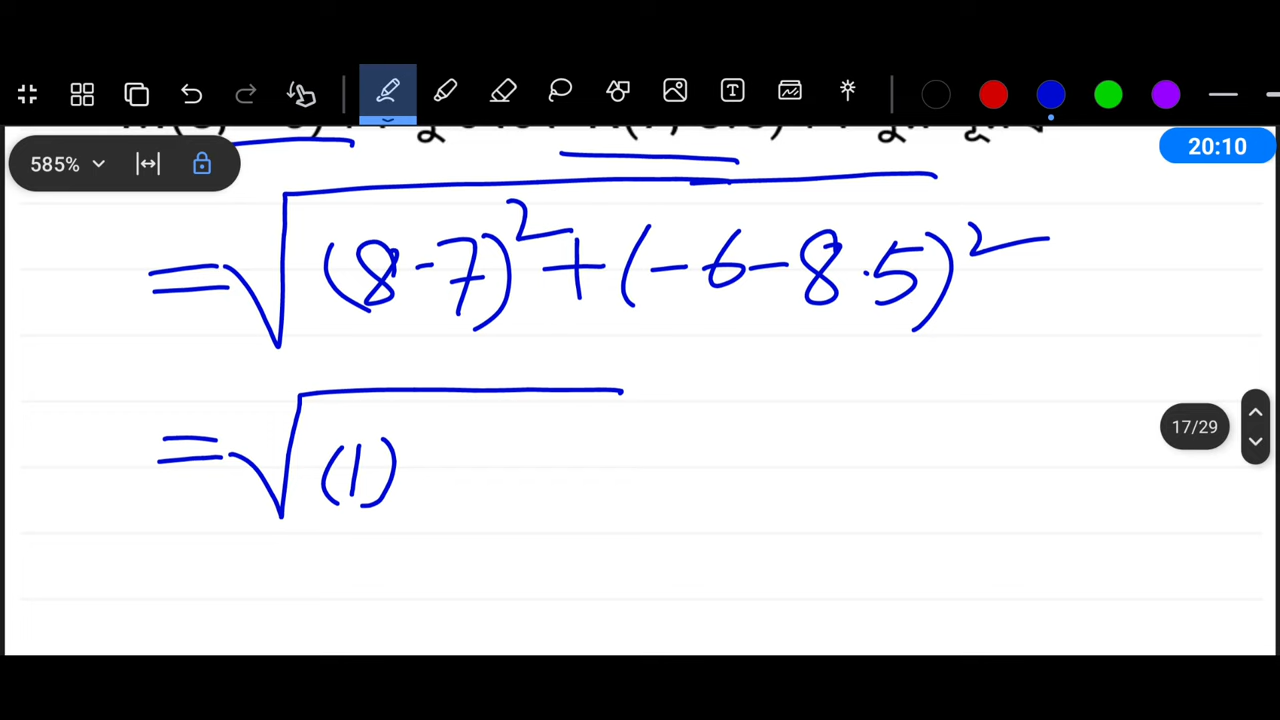 20:10
585%
= √(8-7)² + (-6-8.5)²
17/29
= √(1)